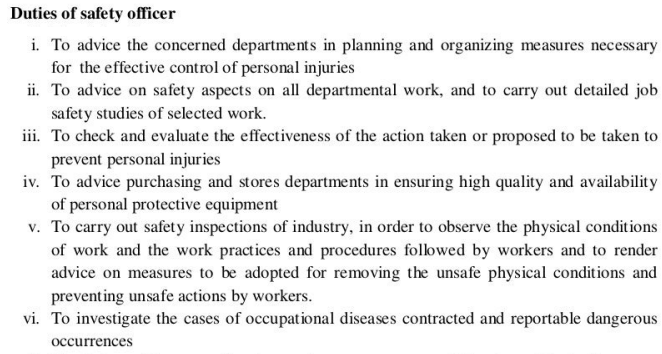 Duties of safety officer
i. To advice the concerned departments in planning and organizing measures necessary
for the effective control of personal injuries
ii. To advice on safety aspects on all departmental work, and to carry out detailed job
safety studies of selected work.
iii. To check and evaluate the effectiveness of the action taken or proposed to be taken to
prevent personal injuries
iv. To advice purchasing and stores departments in ensuring high quality and availability
of personal protective equipment
v. To carry out safety inspections of industry, in order to observe the physical conditions
of work and the work practices and procedures followed by workers and to render
advice on measures to be adopted for removing the unsafe physical conditions and
preventing unsafe actions by workers.
vi. To investigate the cases of occupational diseases contracted and reportable dangerous
occurrences